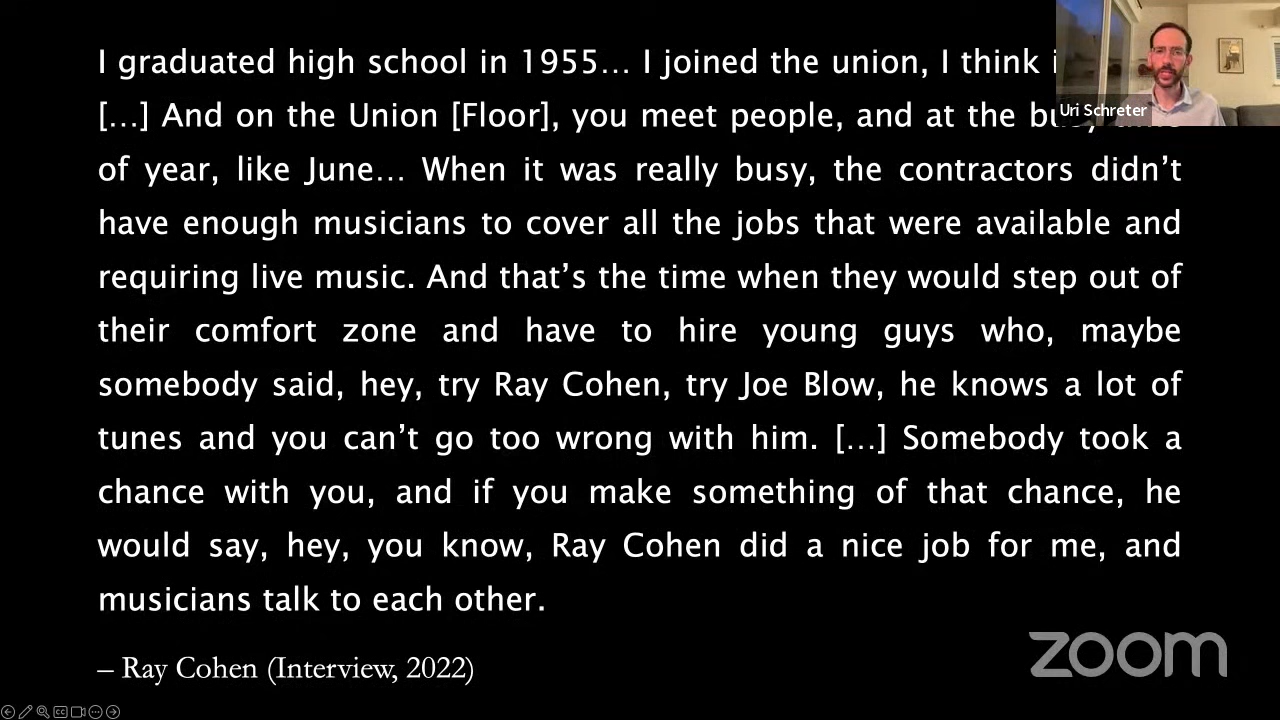 I graduated high school in 1955… I joined the union, I think
[…] And on the Union [Floor], you meet people, and at the
of year, like June… When it was really busy, the contractors didn’t
have enough musicians to cover all the jobs that were available and
requiring live music. And that’s the time when they would step out of
their comfort zone and have to hire young guys who, maybe
somebody said, hey, try Ray Cohen, try Joe Blow, he knows a lot of
tunes and you can’t go too wrong with him. […] Somebody took a
chance with you, and if you make something of that chance, he
would say, hey, you know, Ray Cohen did a nice job for me, and
musicians talk to each other.
– Ray Cohen (Interview, 2022)
Uri Schreter
zoom